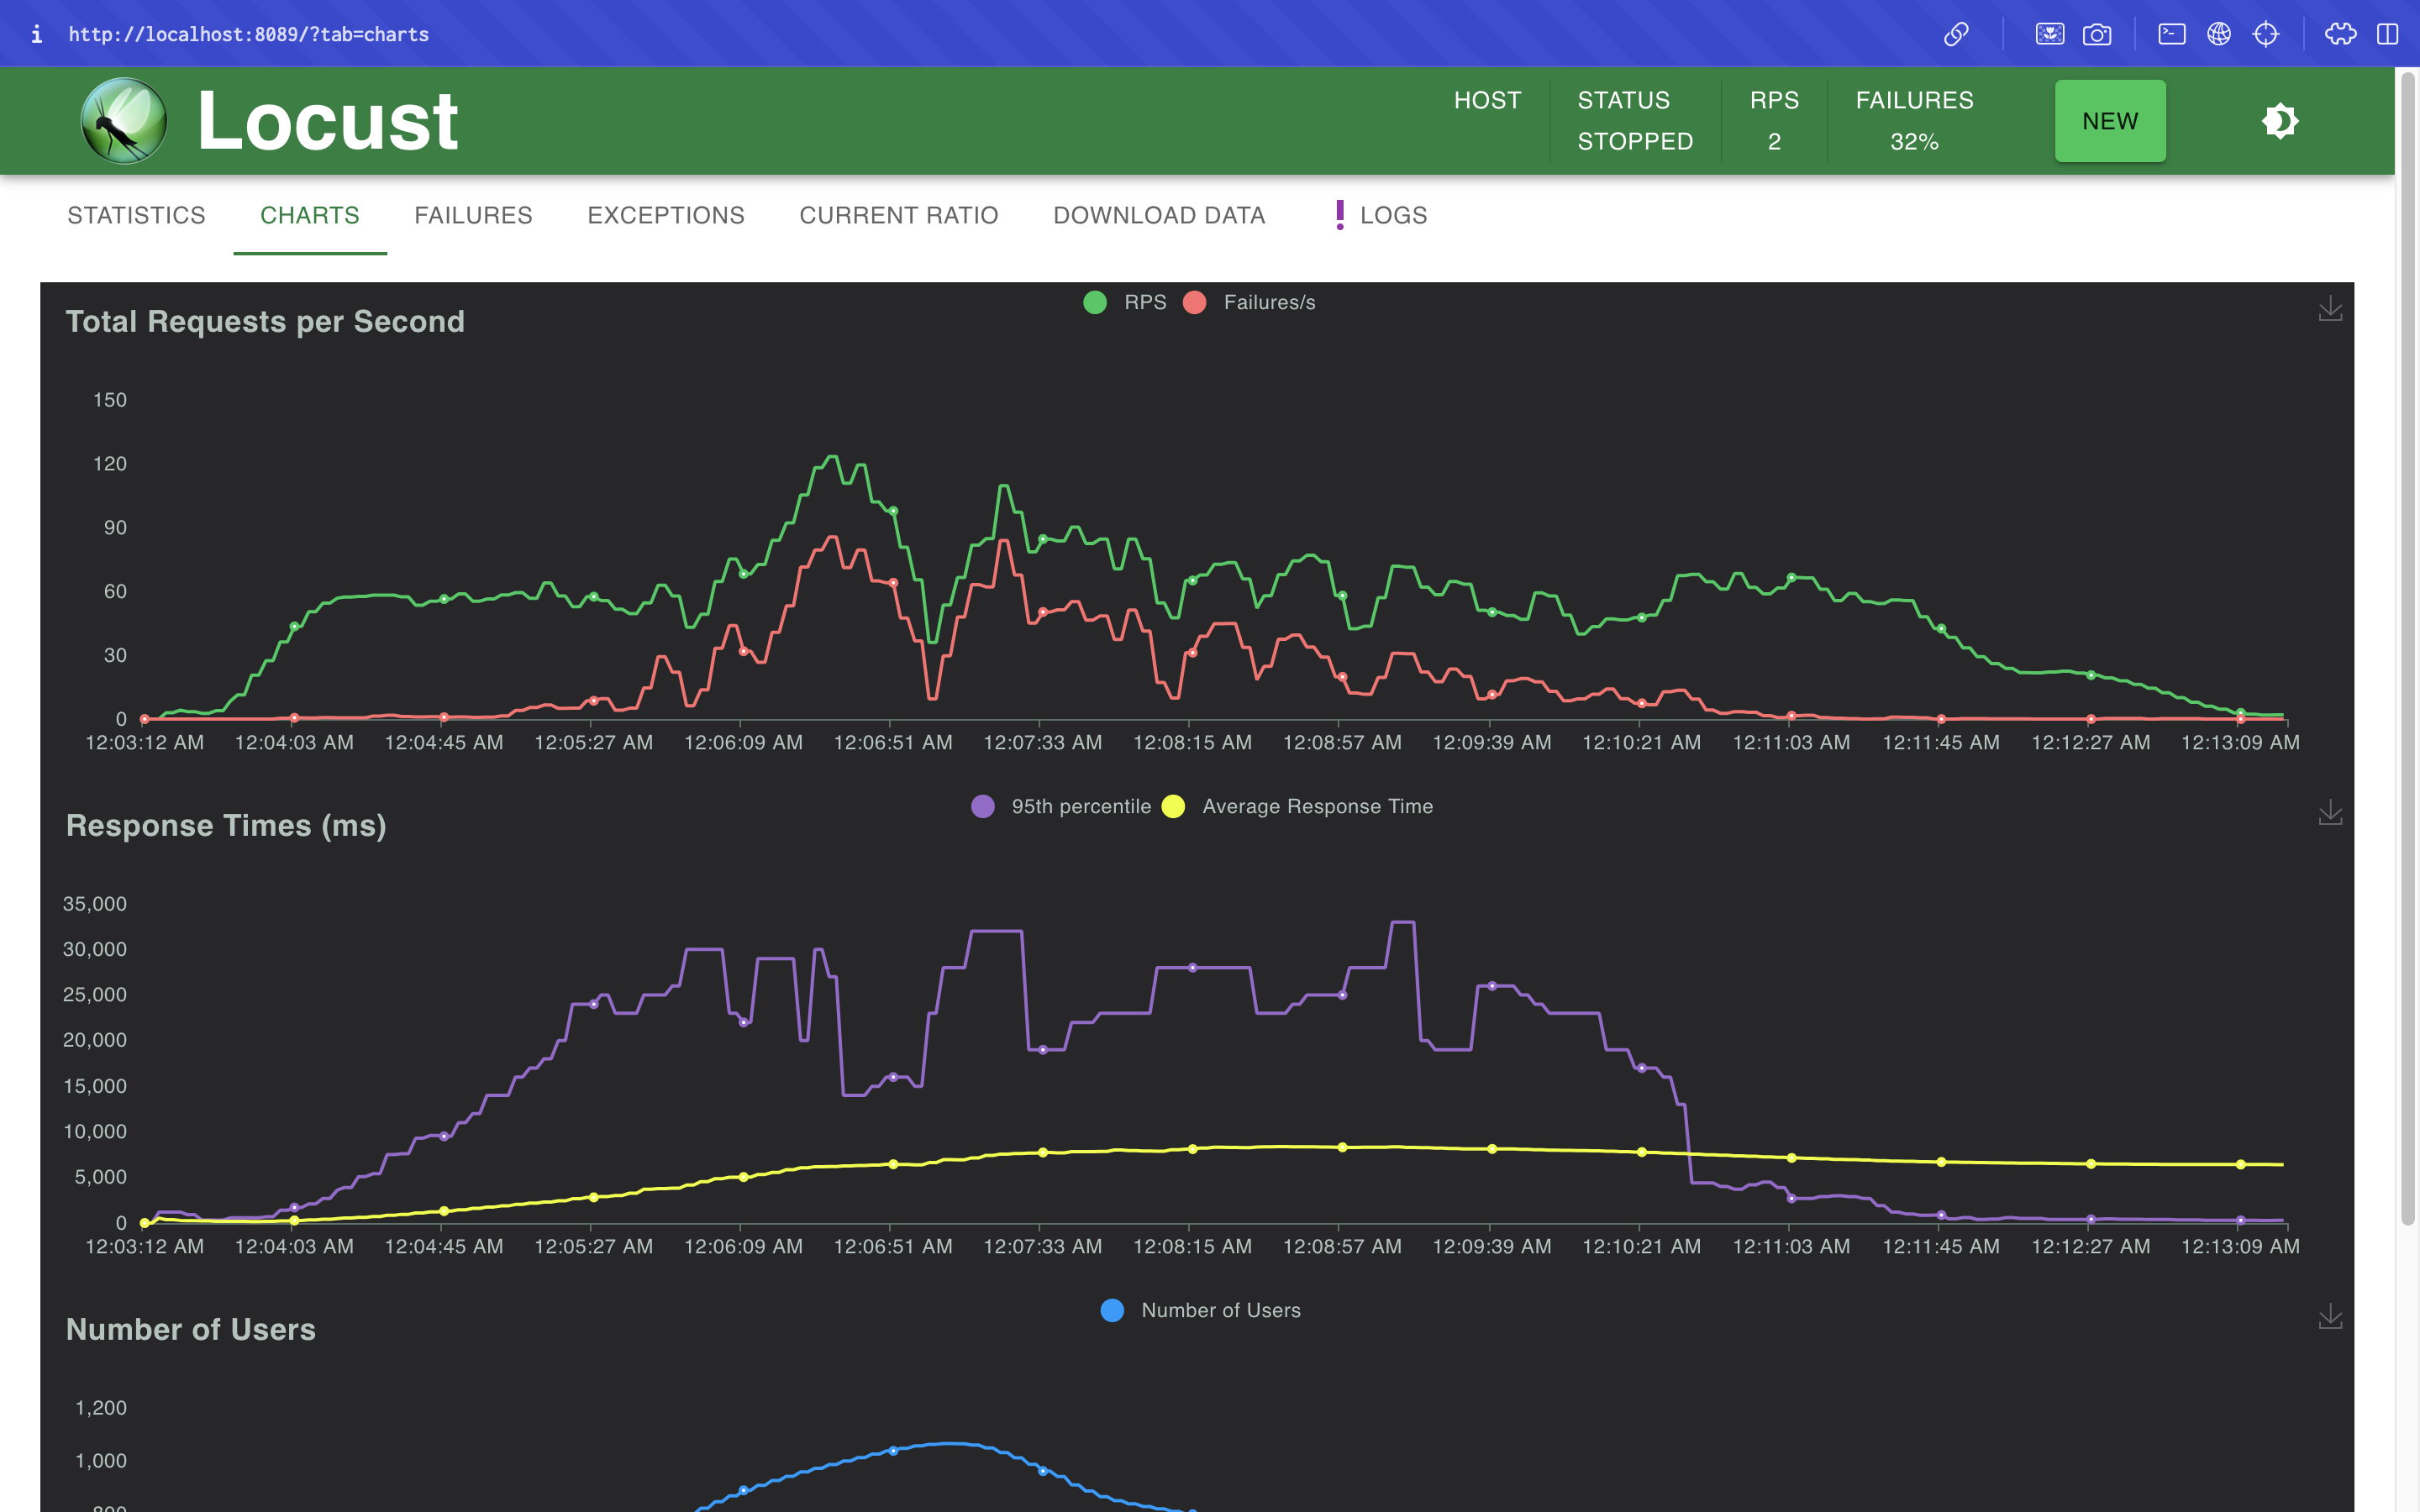 http://localhost:8089/?tab=charts
Locust
HOST
STATUS
STOPPED
RPS
2
FAILURES
32%
NEW
STATISTICS CHARTS FAILURES EXCEPTIONS CURRENT RATIO DOWNLOAD DATA LOGS
Total Requests per Second
RPS Failures/s
150
120
90
60
30
0
12:03:12 AM 12:04:03 AM 12:04:45 AM 12:05:27 AM 12:06:09 AM 12:06:51 AM 12:07:33 AM 12:08:15 AM 12:08:57 AM 12:09:39 AM 12:10:21 AM 12:11:03 AM 12:11:45 AM 12:12:27 AM 12:13:09 AM
Response Times (ms)
95th percentile Average Response Time
35,000
30,000
25,000
20,000
15,000
10,000
5,000
0
12:03:12 AM 12:04:03 AM 12:04:45 AM 12:05:27 AM 12:06:09 AM 12:06:51 AM 12:07:33 AM 12:08:15 AM 12:08:57 AM 12:09:39 AM 12:10:21 AM 12:11:03 AM 12:11:45 AM 12:12:27 AM 12:13:09 AM
Number of Users
Number of Users
1,200
1,000
800